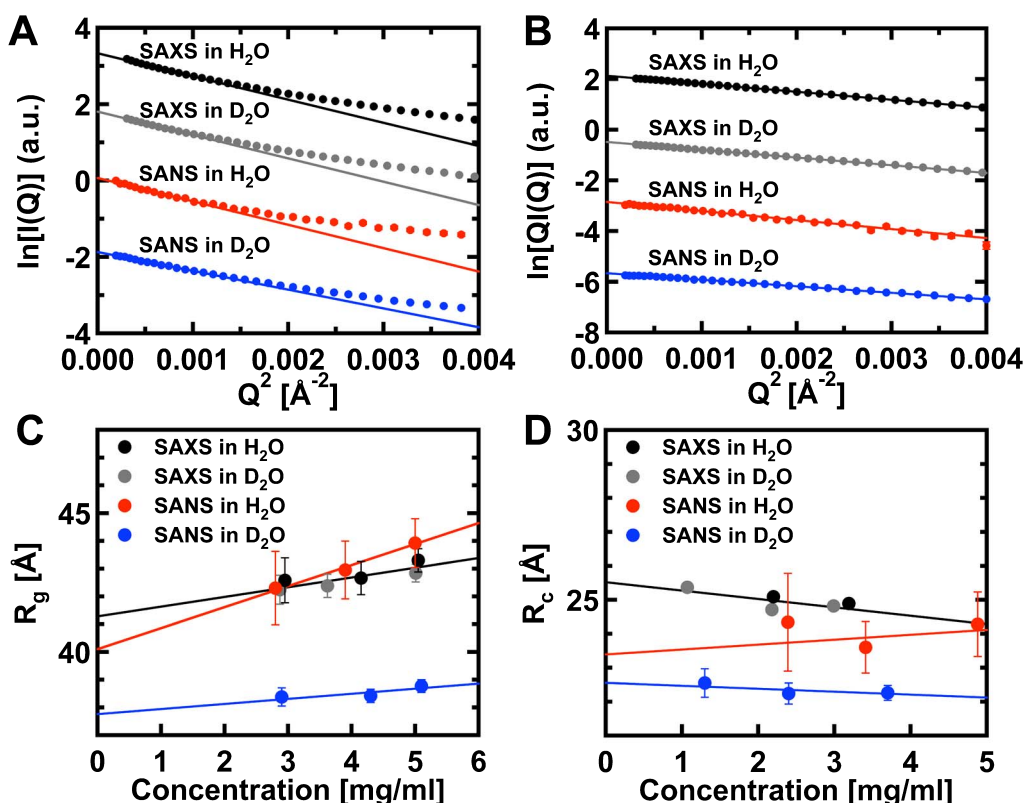 A
SAXS in H2O
SAXS in D2O
SANS in H2O
SANS in D2O
ln[I(Q)] (a.u.)
4
2
0
-2
-4
0.000 0.001 0.002 0.003 0.004
Q2 [Å-2]
B
SAXS in H2O
SAXS in D2O
SANS in H2O
SANS in D2O
ln[QI(Q)] (a.u.)
4
2
0
-2
-4
-6
-8
0.000 0.001 0.002 0.003 0.004
Q2 [Å-2]
C
SAXS in H2O
SAXS in D2O
SANS in H2O
SANS in D2O
Rg [Å]
45
40
0 1 2 3 4 5 6
Concentration [mg/ml]
D
SAXS in H2O
SAXS in D2O
SANS in H2O
SANS in D2O
Rc [Å]
30
25
0 1 2 3 4 5
Concentration [mg/ml]